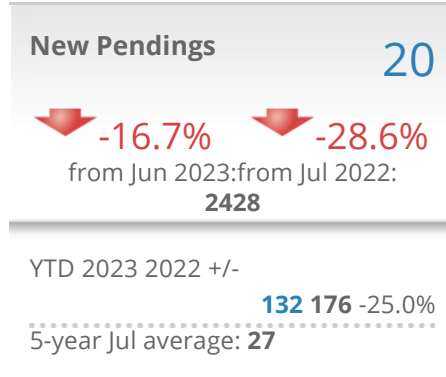 New Pendings
20
-16.7% -28.6%
from Jun 2023:from Jul 2022:
2428
YTD 2023 2022 +/-
132 176 -25.0%
5-year Jul average: 27